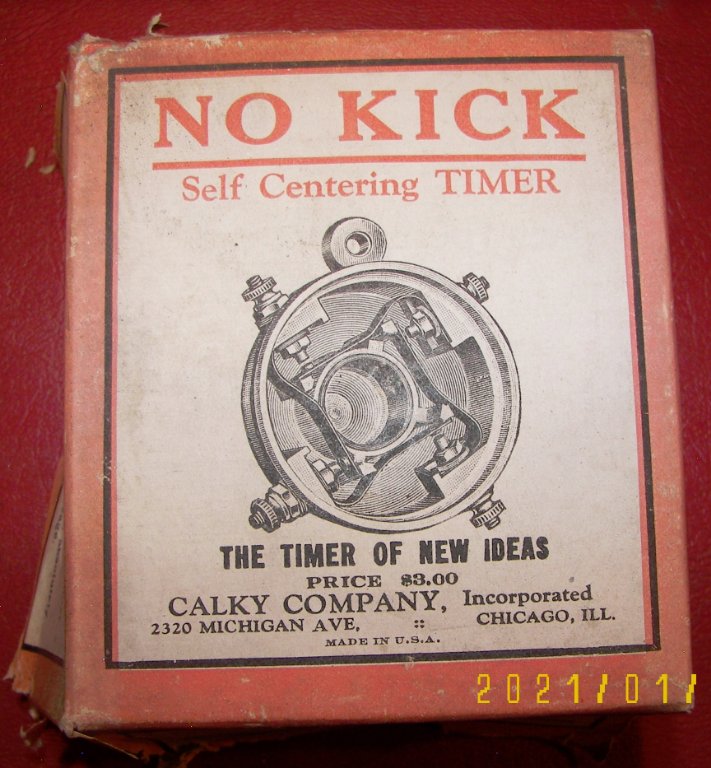 NO KICK
Self Centering TIMER
THE TIMER OF NEW IDEAS
PRICE $3.00
CALKY COMPANY, Incorporated
2320 MICHIGAN AVE, :: CHICAGO, ILL.
MADE IN U.S.A.
2021/01/